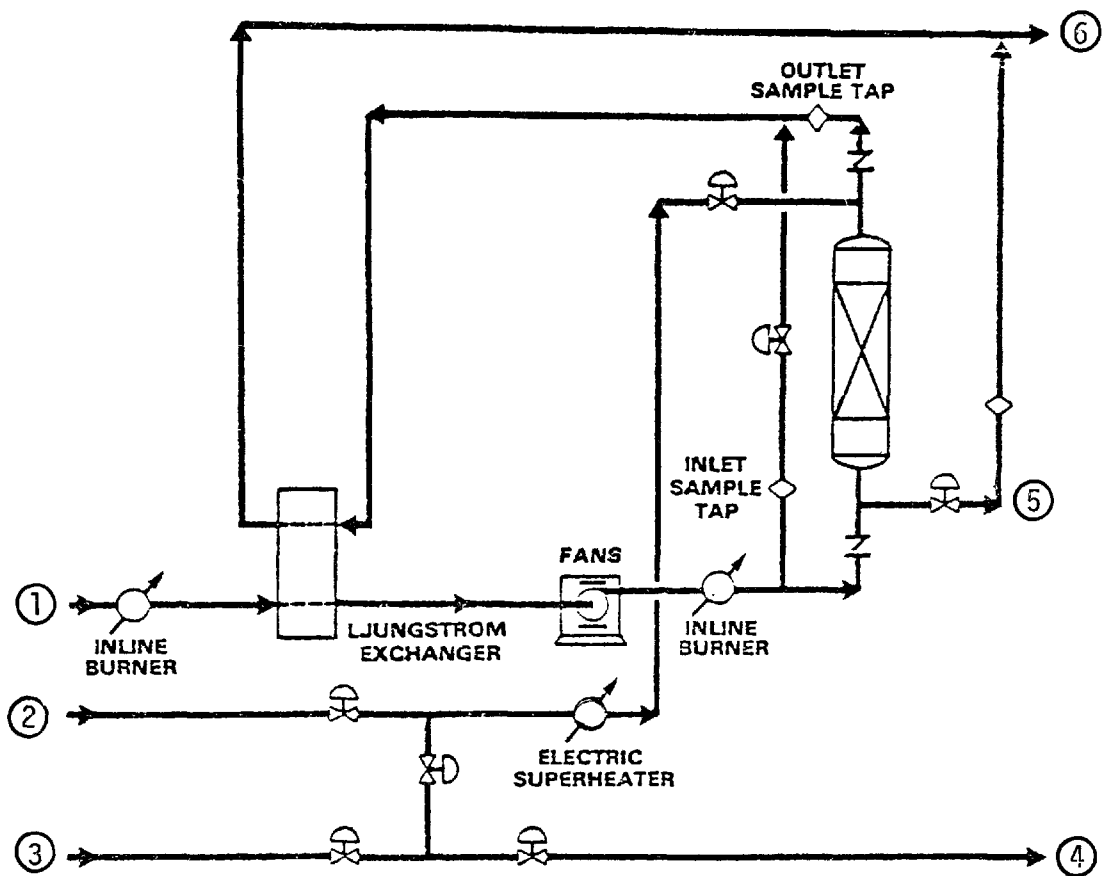 6
OUTLET
SAMPLE TAP
INLET
SAMPLE
TAP
5
FANS
1
INLINE
BURNER
LJUNGSTROM
EXCHANGER
INLINE
BURNER
2
ELECTRIC
SUPERHEATER
3
4